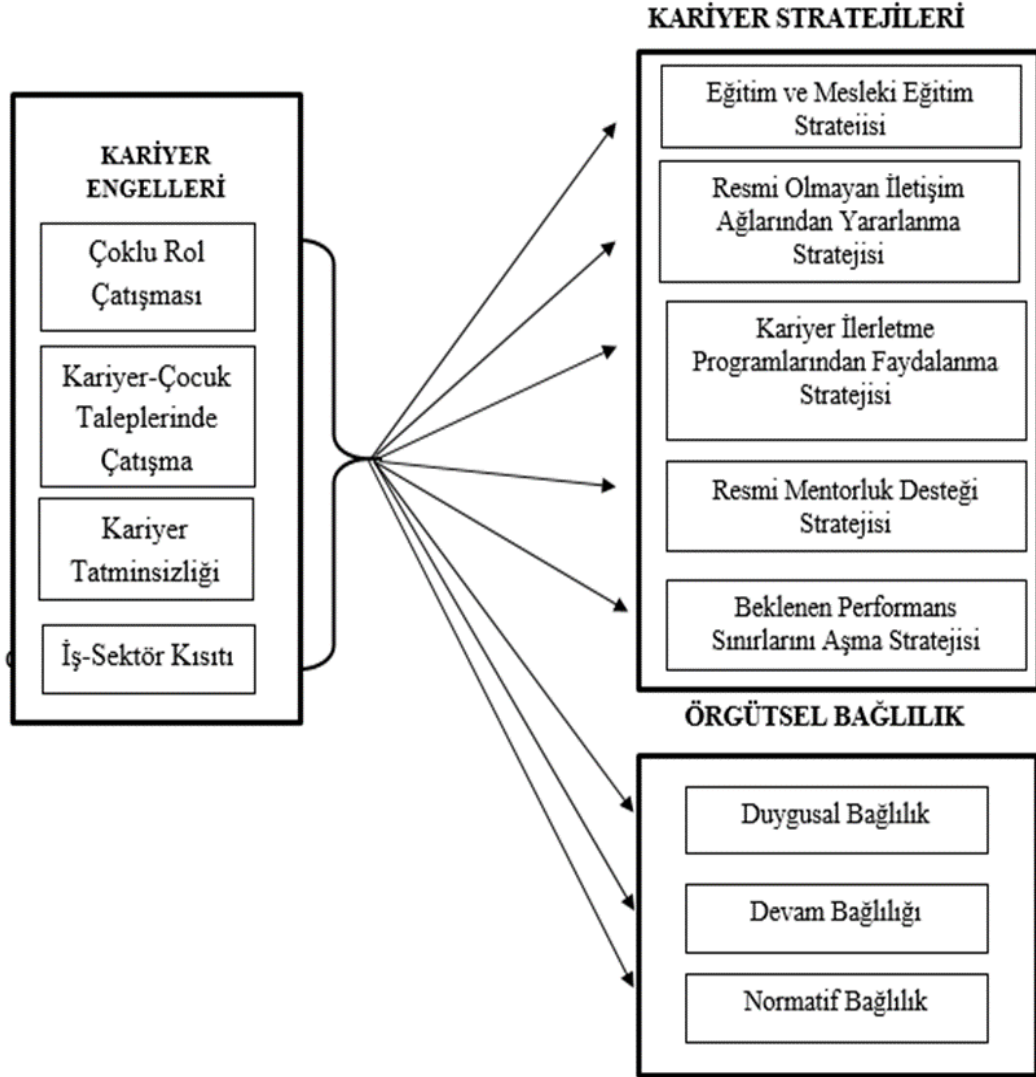 KARİYER STRATEJİLERİ
KARİYER
ENGELLERİ
Çoklu Rol
Çatışması
Kariyer-Çocuk
Taleplerinde
Çatışma
Kariyer
Tatminsizliği
İş-Sektör Kısıtı
Eğitim ve Mesleki Eğitim
Stratejisi
Resmi Olmayan İletişim
Ağlarından Yararlanma
Stratejisi
Kariyer İlerletme
Programlarından Faydalanma
Stratejisi
Resmi Mentorluk Desteği
Stratejisi
Beklenen Performans
Sınırlarını Aşma Stratejisi
ÖRGÜTSEL BAĞLILIK
Duygusal Bağlılık
Devam Bağlılığı
Normatif Bağlılık